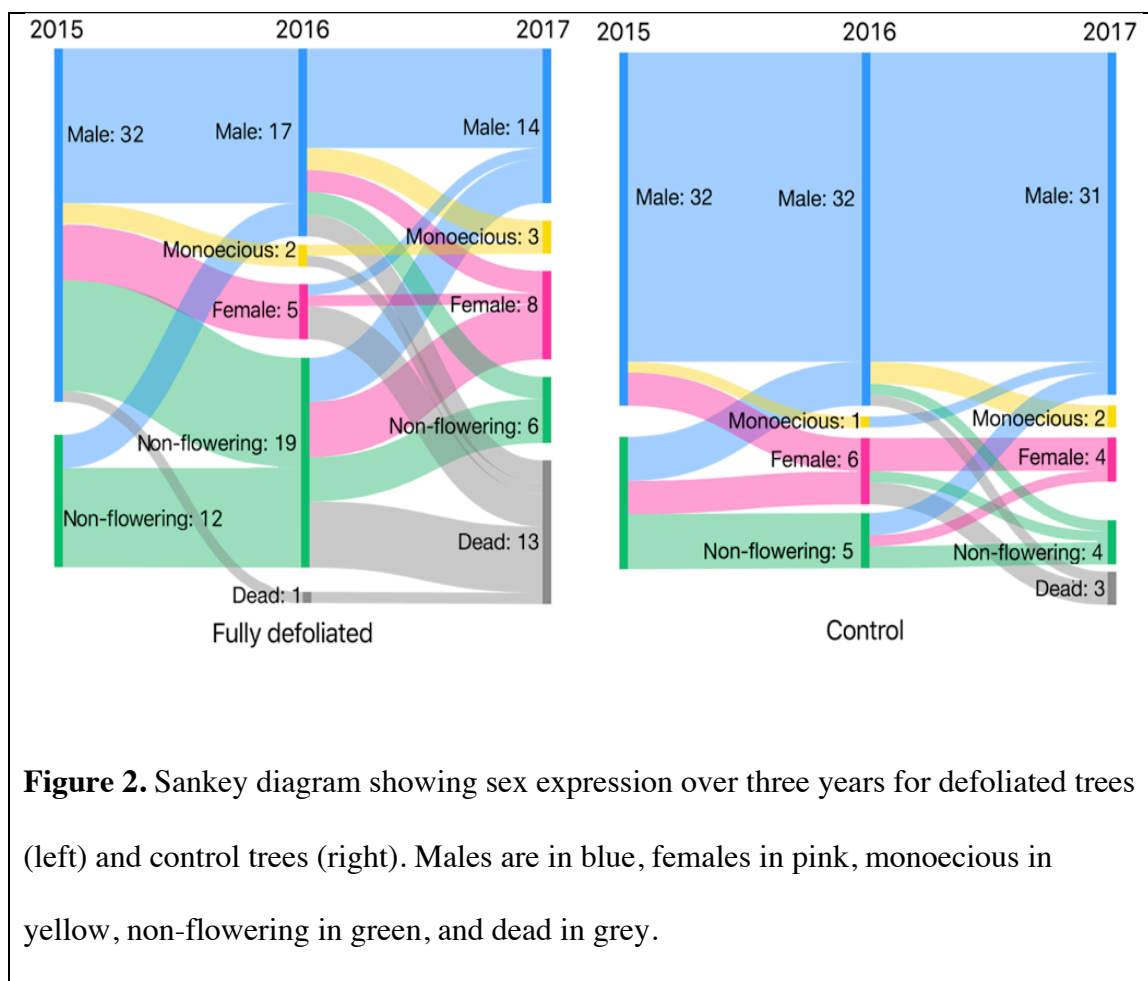 2015 2016 2017 2015 2016 2017
Male: 32 Male: 17 Male: 14
Monoecious: 2 Monoecious: 3
Female: 5 Female: 8
Non-flowering: 19 Non-flowering: 6
Non-flowering: 12
Dead: 13
Dead: 1
Fully defoliated
Male: 32 Male: 32 Male: 31
Monoecious: 1 Monoecious: 2
Female: 6 Female: 4
Non-flowering: 5 Non-flowering: 4
Dead: 3
Control
Figure 2. Sankey diagram showing sex expression over three years for defoliated trees
(left) and control trees (right). Males are in blue, females in pink, monoecious in
yellow, non-flowering in green, and dead in grey.